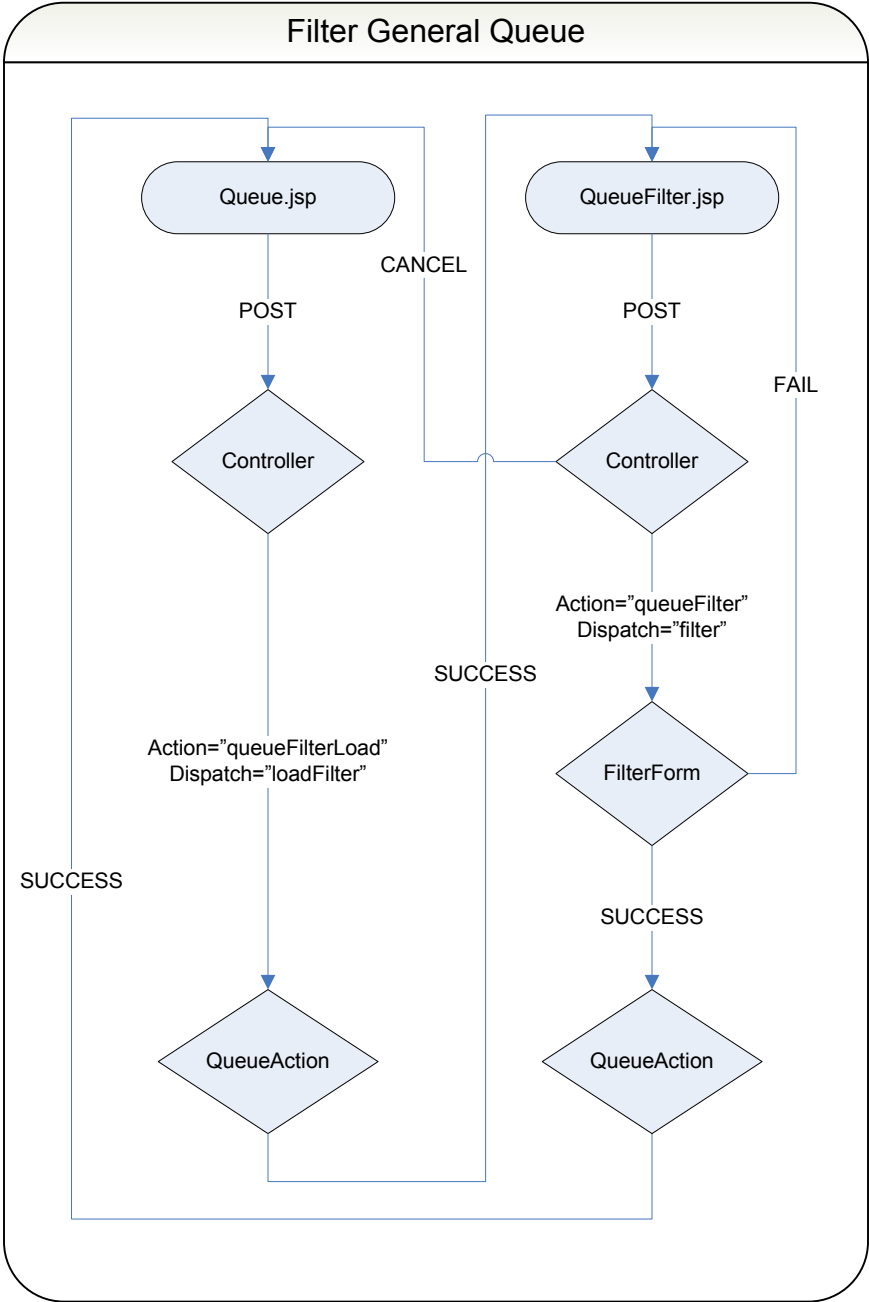 Filter General Queue
Queue.jsp
QueueFilter.jsp
CANCEL
POST
POST
FAIL
Controller
Controller
Action=”queueFilter”
Dispatch=”filter”
SUCCESS
Action=”queueFilterLoad”
Dispatch=”loadFilter”
FilterForm
SUCCESS
SUCCESS
QueueAction
QueueAction